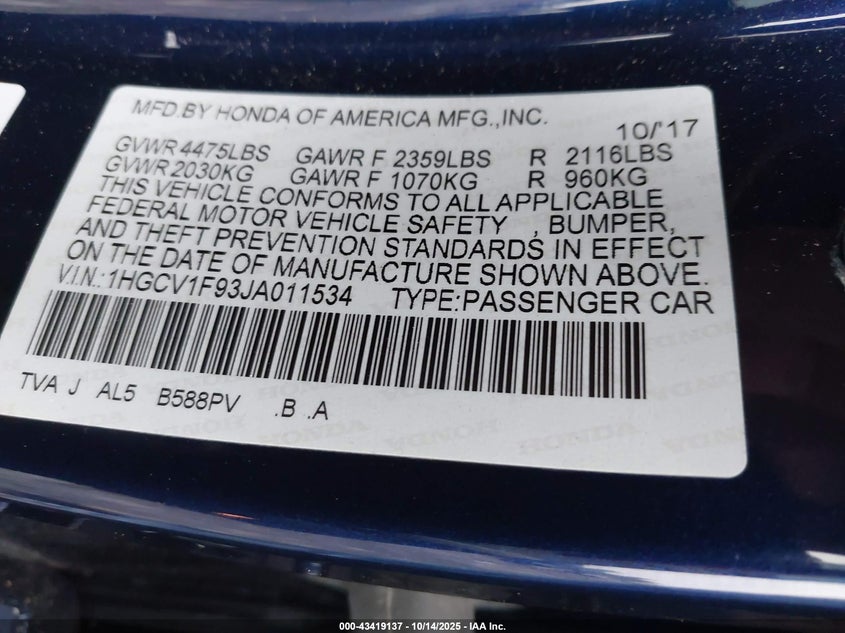 MFD.BY HONDA OF AMERICA MFG.,INC.
10/'17
GVWR 4475LBS GAWR F 2359LBS R 2116LBS
GVWR 2030KG GAWR F 1070KG R 960KG
THIS VEHICLE CONFORMS TO ALL APPLICABLE
FEDERAL MOTOR VEHICLE SAFETY , BUMPER,
AND THEFT PREVENTION STANDARDS IN EFFECT
ON THE DATE OF MANUFACTURE SHOWN ABOVE.
V.I.N.:1HGCV1F93JA011534 TYPE:PASSENGER CAR
TVA J AL5 B588PV .B .A
HONDA HONDA HONDA
000-43419137 - 10/14/2025 - IAA Inc.